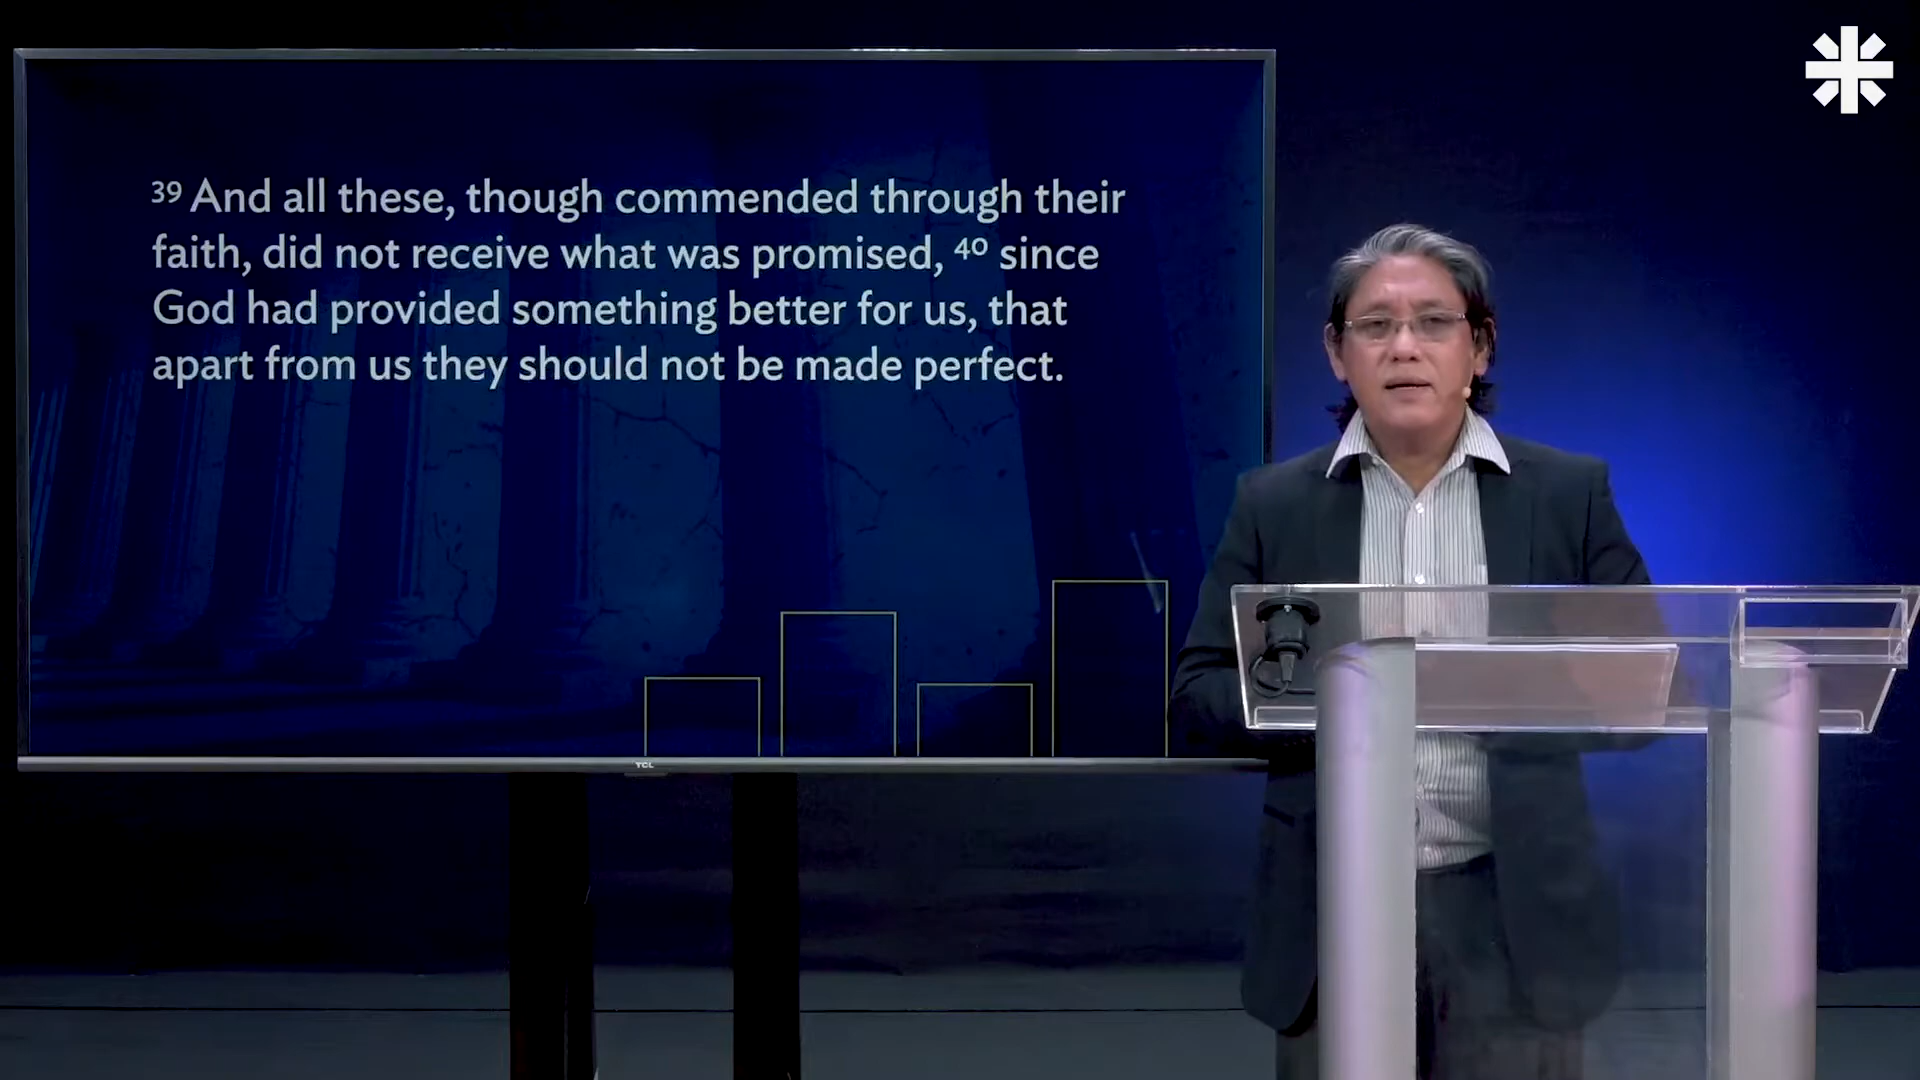 39 And all these, though commended through their
faith, did not receive what was promised, 40 since
God had provided something better for us, that
apart from us they should not be made perfect.
TCL